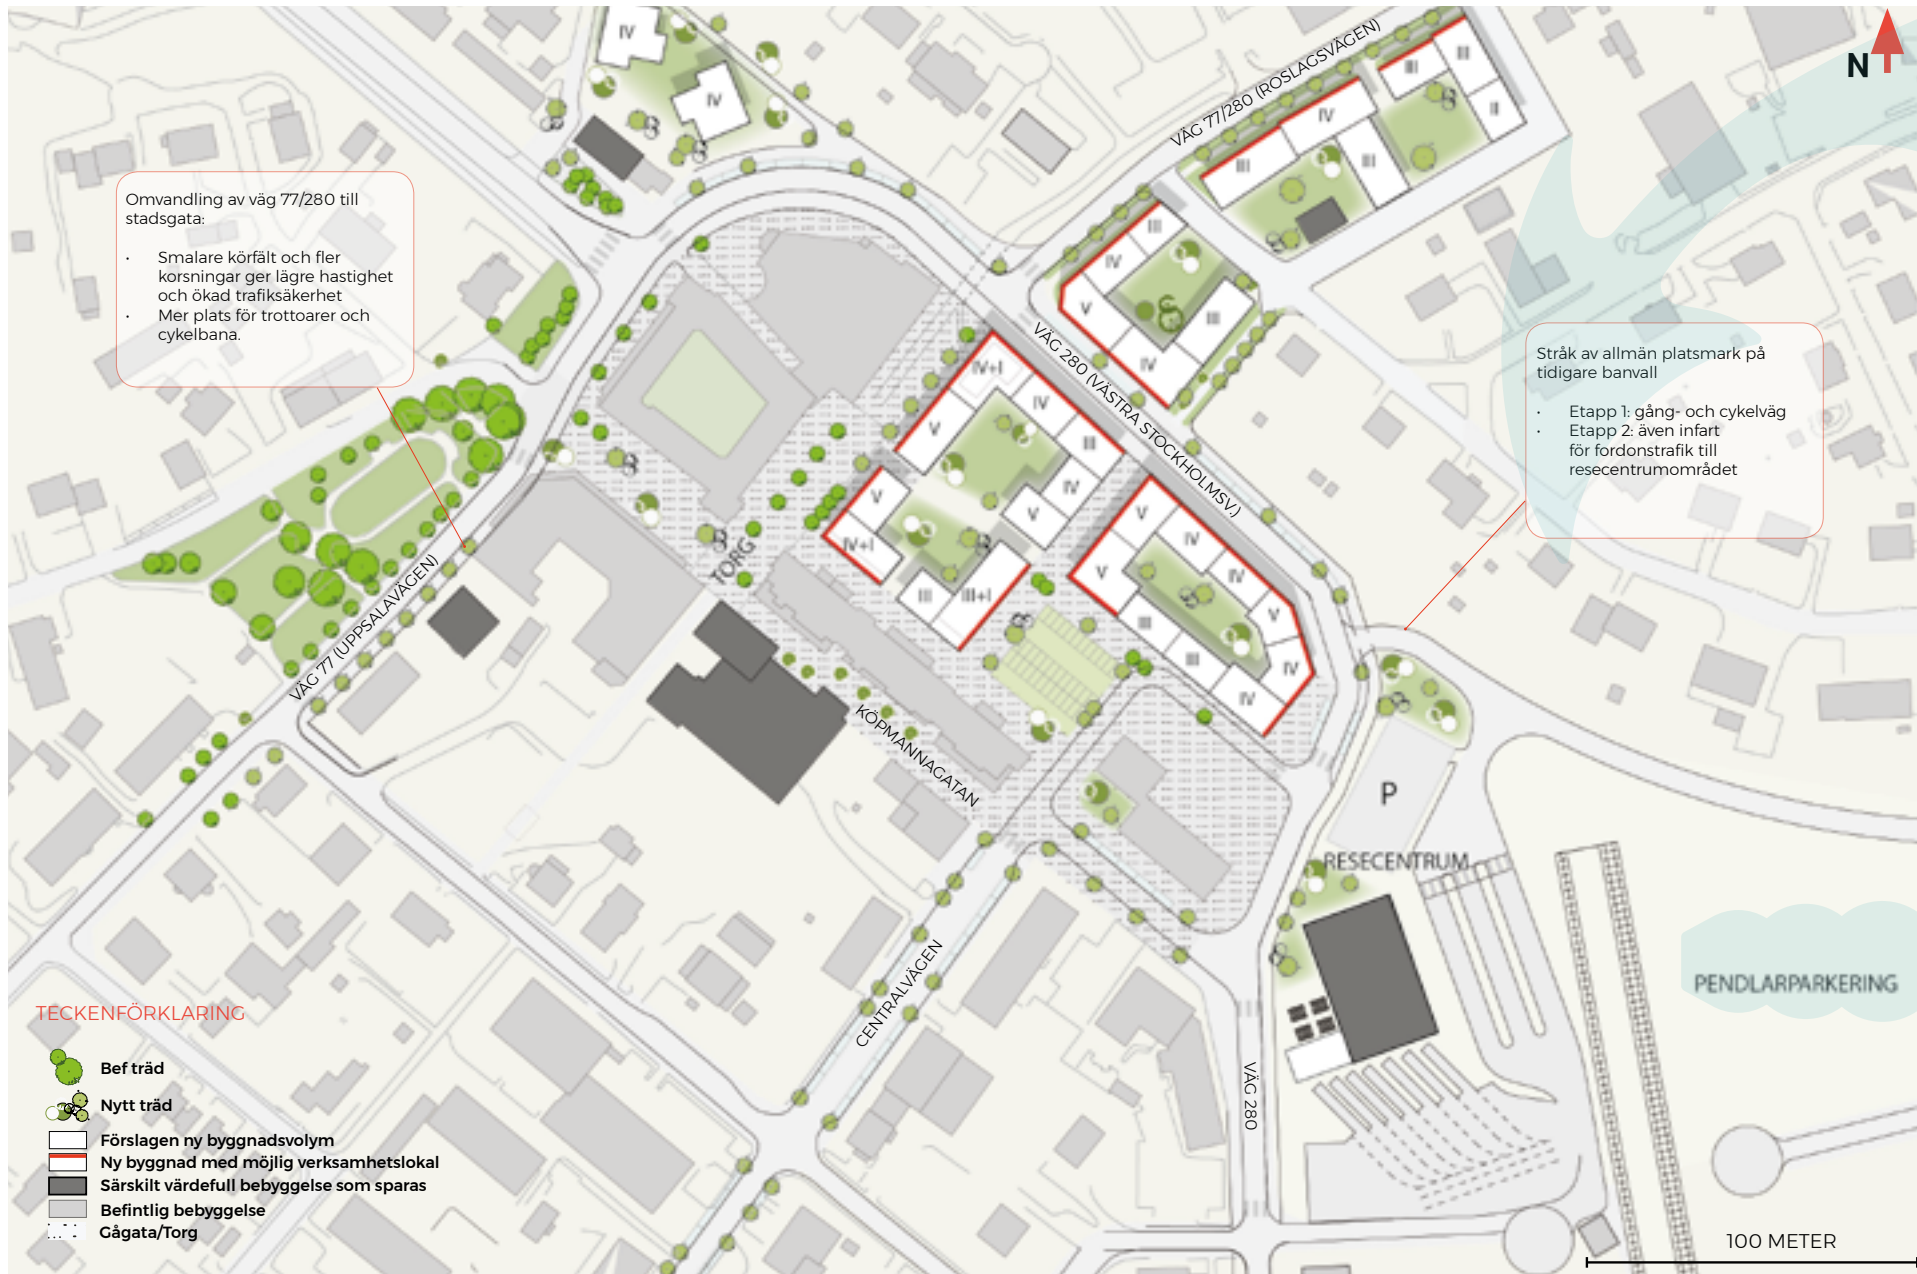 IV
IV
N
VÄG 77/280 (ROSLAGSVÄGEN)
III
III
II
IV
III
III
Omvandling av väg 77/280 till
stadsgata:
• Smalare körfält och fler
korsningar ger lägre hastighet
och ökad trafiksäkerhet
• Mer plats för trottoarer och
cykelbana.
III
IV
V
III
IV
VÄG 280 (VÄSTRA STOCKHOLMSV.)
Stråk av allmän platsmark på
tidigare banvall
• Etapp 1: gång- och cykelväg
• Etapp 2: även infart
för fordonstrafik till
resecentrumområdet
IV+I
IV
V
III
IV
V
V
IV+I
III
III+I
V
IV
V
IV
V
III
III
IV
IV
TORG
VÄG 77 (UPPSALAVÄGEN)
KÖPMANNAGATAN
P
RESECENTRUM
CENTRALVÄGEN
PENDLARPARKERING
VÄG 280
TECKENFÖRKLARING
Bef träd
Nytt träd
Förslagen ny byggnadsvolym
Ny byggnad med möjlig verksamhetslokal
Särskilt värdefull bebyggelse som sparas
Befintlig bebyggelse
Gågata/Torg
100 METER